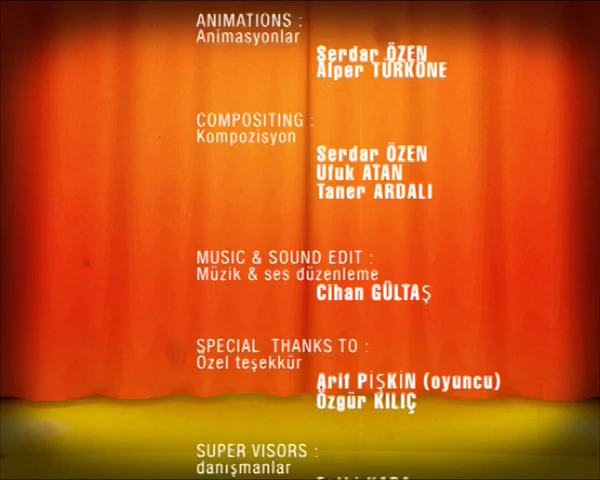 ANIMATIONS :
Animasyonlar
Serdar ÖZEN
Alper TÜRKÖNE
COMPOSITING :
Kompozisyon
Serdar ÖZEN
Ufuk ATAN
Taner ARDALI
MUSIC & SOUND EDIT :
Müzik & ses düzenleme
Cihan GÜLTAŞ
SPECIAL THANKS TO :
Özel teşekkür
Arif PİŞKİN (oyuncu)
Özgür KILIÇ
SUPER VISORS :
danışmanlar